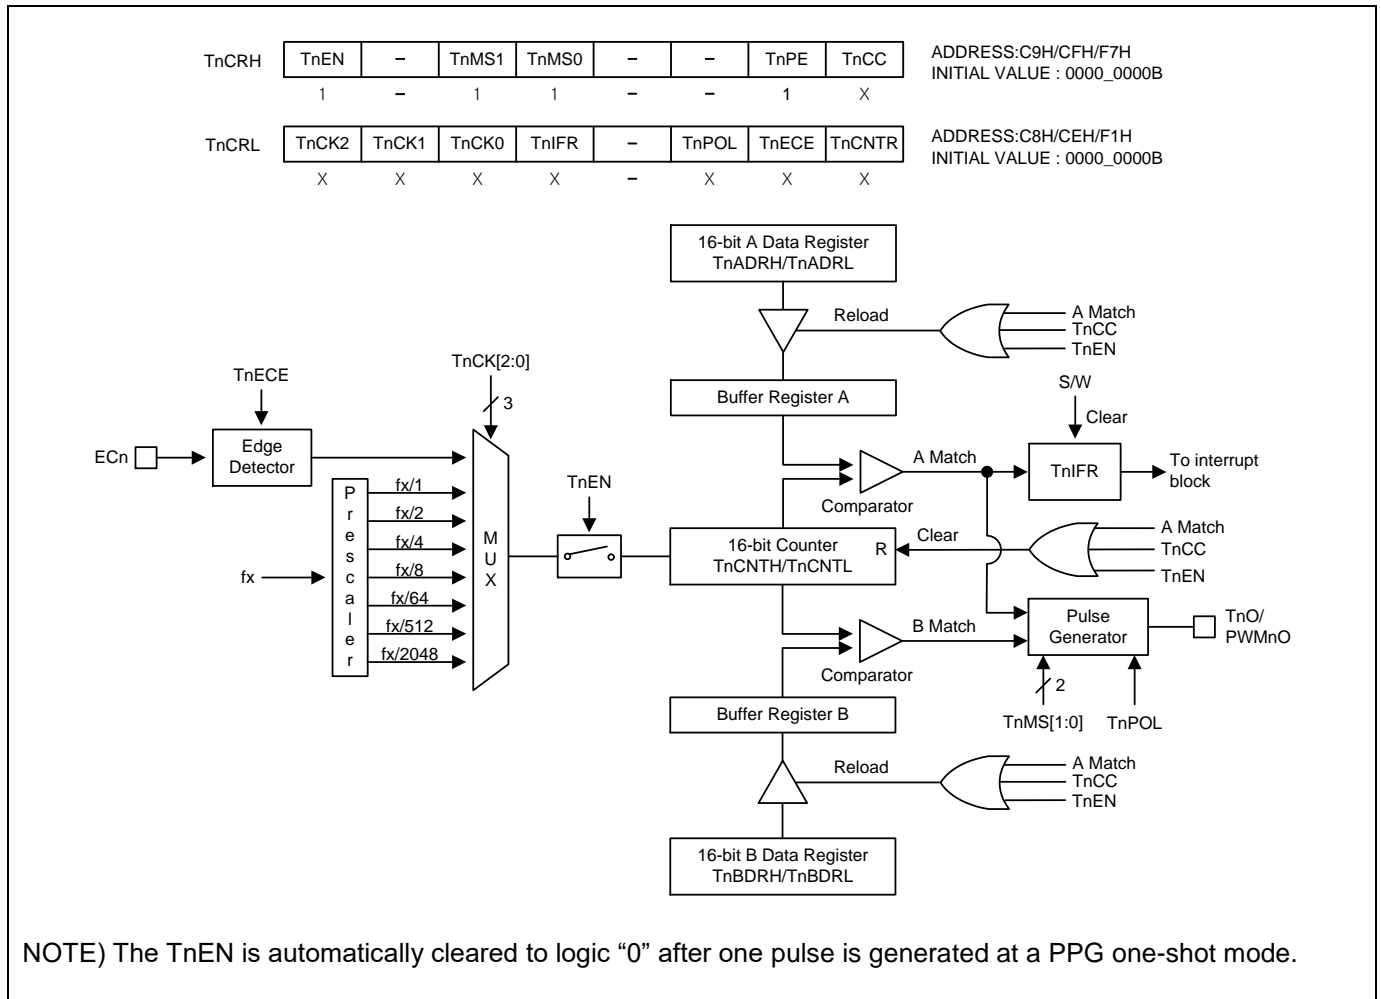 TnCRH TnEN – TnMS1 TnMS0 – – TnPE TnCC ADDRESS:C9H/CFH/F7H
INITIAL VALUE : 0000_0000B
1 – 1 1 – – 1 X
TnCRL TnCK2 TnCK1 TnCK0 TnIFR – TnPOL TnECE TnCNTR ADDRESS:C8H/CEH/F1H
INITIAL VALUE : 0000_0000B
X X X X – X X X
16-bit A Data Register
TnADRH/TnADRL
Reload
A Match
TnCC
TnEN
TnECE
TnCK[2:0]
3
Buffer Register A
S/W
Clear
ECn
Edge
Detector
A Match
TnIFR
To interrupt
block
Comparator
fx
Prescaler
fx/1
fx/2
fx/4
fx/8
fx/64
fx/512
fx/2048
MUX
TnEN
16-bit Counter
TnCNTH/TnCNTL
R
Clear
A Match
TnCC
TnEN
B Match
Comparator
Pulse
Generator
TnO/
PWMnO
2
TnMS[1:0]
TnPOL
Buffer Register B
Reload
A Match
TnCC
TnEN
16-bit B Data Register
TnBDRH/TnBDRL
NOTE) The TnEN is automatically cleared to logic “0” after one pulse is generated at a PPG one-shot mode.